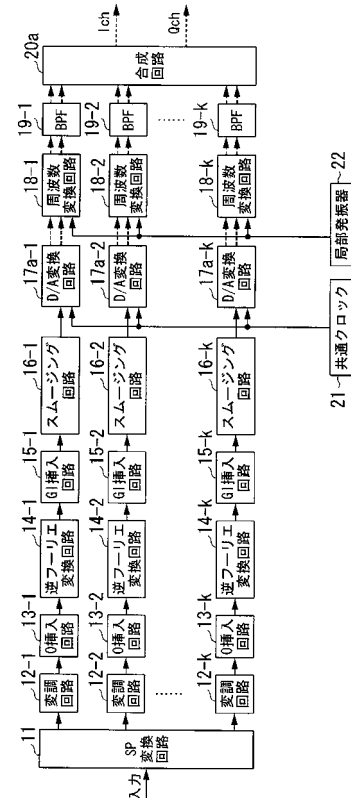 入力
11
SP
変換
回路
12-1
変調
回路
13-1
0挿入
回路
14-1
逆フーリエ
変換回路
15-1
GI挿入
回路
16-1
スムージング
回路
17a-1
D/A変換
回路
18-1
周波数
変換回路
19-1
BPF
12-2
変調
回路
13-2
0挿入
回路
14-2
逆フーリエ
変換回路
15-2
GI挿入
回路
16-2
スムージング
回路
17a-2
D/A変換
回路
18-2
周波数
変換回路
19-2
BPF
12-k
変調
回路
13-k
0挿入
回路
14-k
逆フーリエ
変換回路
15-k
GI挿入
回路
16-k
スムージング
回路
17a-k
D/A変換
回路
18-k
周波数
変換回路
19-k
BPF
20a
合成
回路
Ich
Qch
21
共通クロック
局部発振器
22